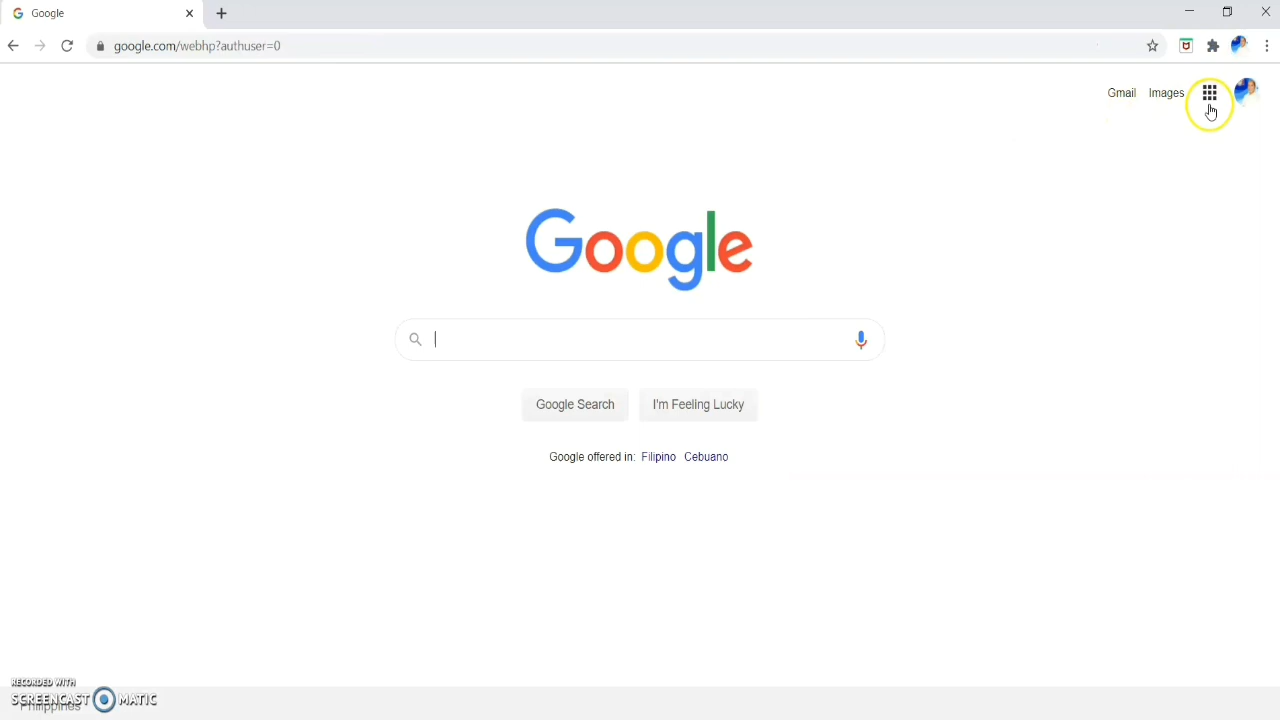 Google
google.com/webhp?authuser=0
Gmail Images
Google
Google Search I'm Feeling Lucky
Google offered in: Filipino Cebuano
RECORDED WITH
SCREENCAST MATIC
Philippines